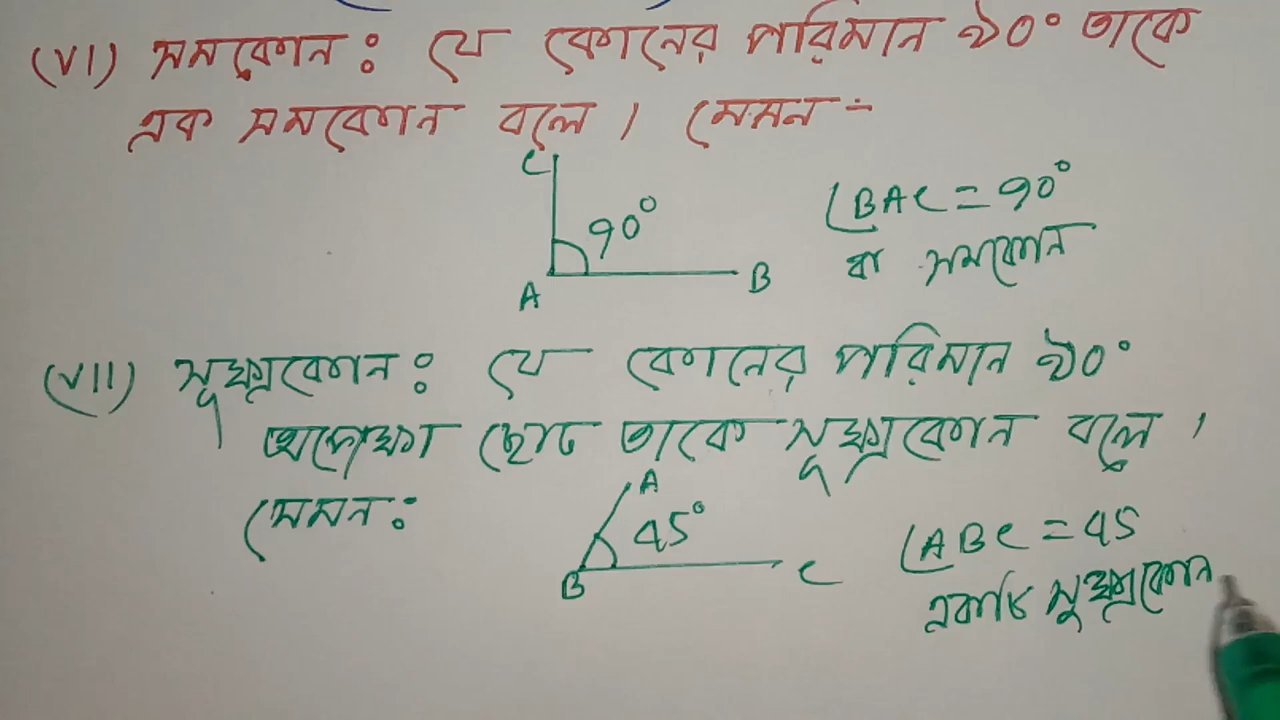 (VI) সমকোন : যে কোনের পরিমান ৯০° তাকে
এক সমকোন বলে । যেমন ÷
C
90°
A
B
∠BAC = 90°
বা সমকোন
(VII) সূক্ষ্মকোন : যে কোনের পরিমান ৯০°
অপেক্ষা ছোট তাকে সূক্ষ্মকোন বলে ।
যেমন :
A
45°
B
C
∠ABC = 45
একটি সুক্ষ্মকোন